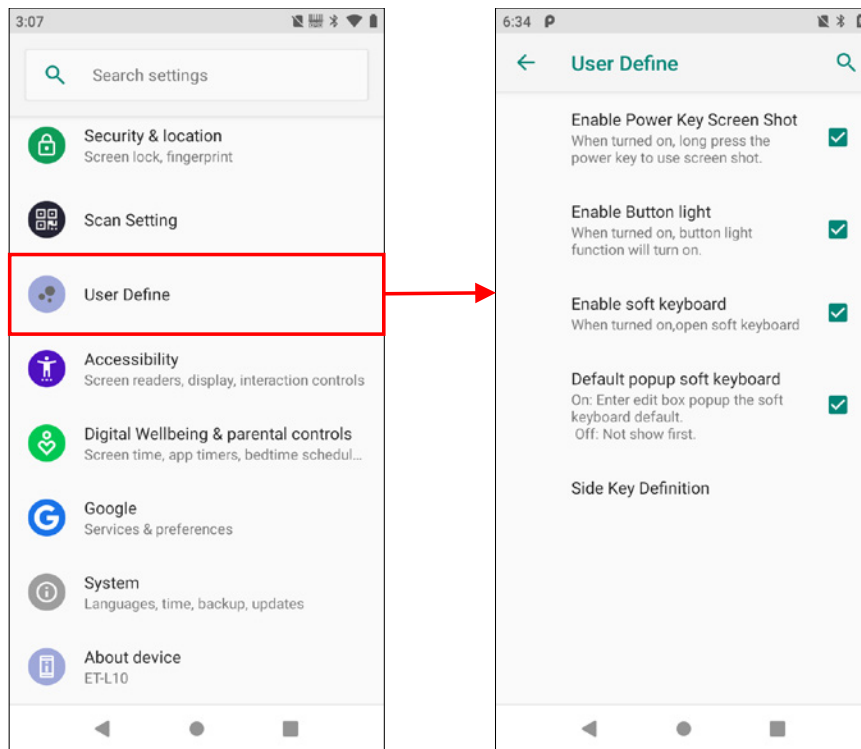 3:07
Search settings
Security & location
Screen lock, fingerprint
Scan Setting
User Define
Accessibility
Screen readers, display, interaction controls
Digital Wellbeing & parental controls
Screen time, app timers, bedtime schedul...
Google
Services & preferences
System
Languages, time, backup, updates
About device
ET-L10
6:34
User Define
Enable Power Key Screen Shot
When turned on, long press the
power key to use screen shot.
Enable Button light
When turned on, button light
function will turn on.
Enable soft keyboard
When turned on,open soft keyboard
Default popup soft keyboard
On: Enter edit box popup the soft
keyboard default.
Off: Not show first.
Side Key Definition